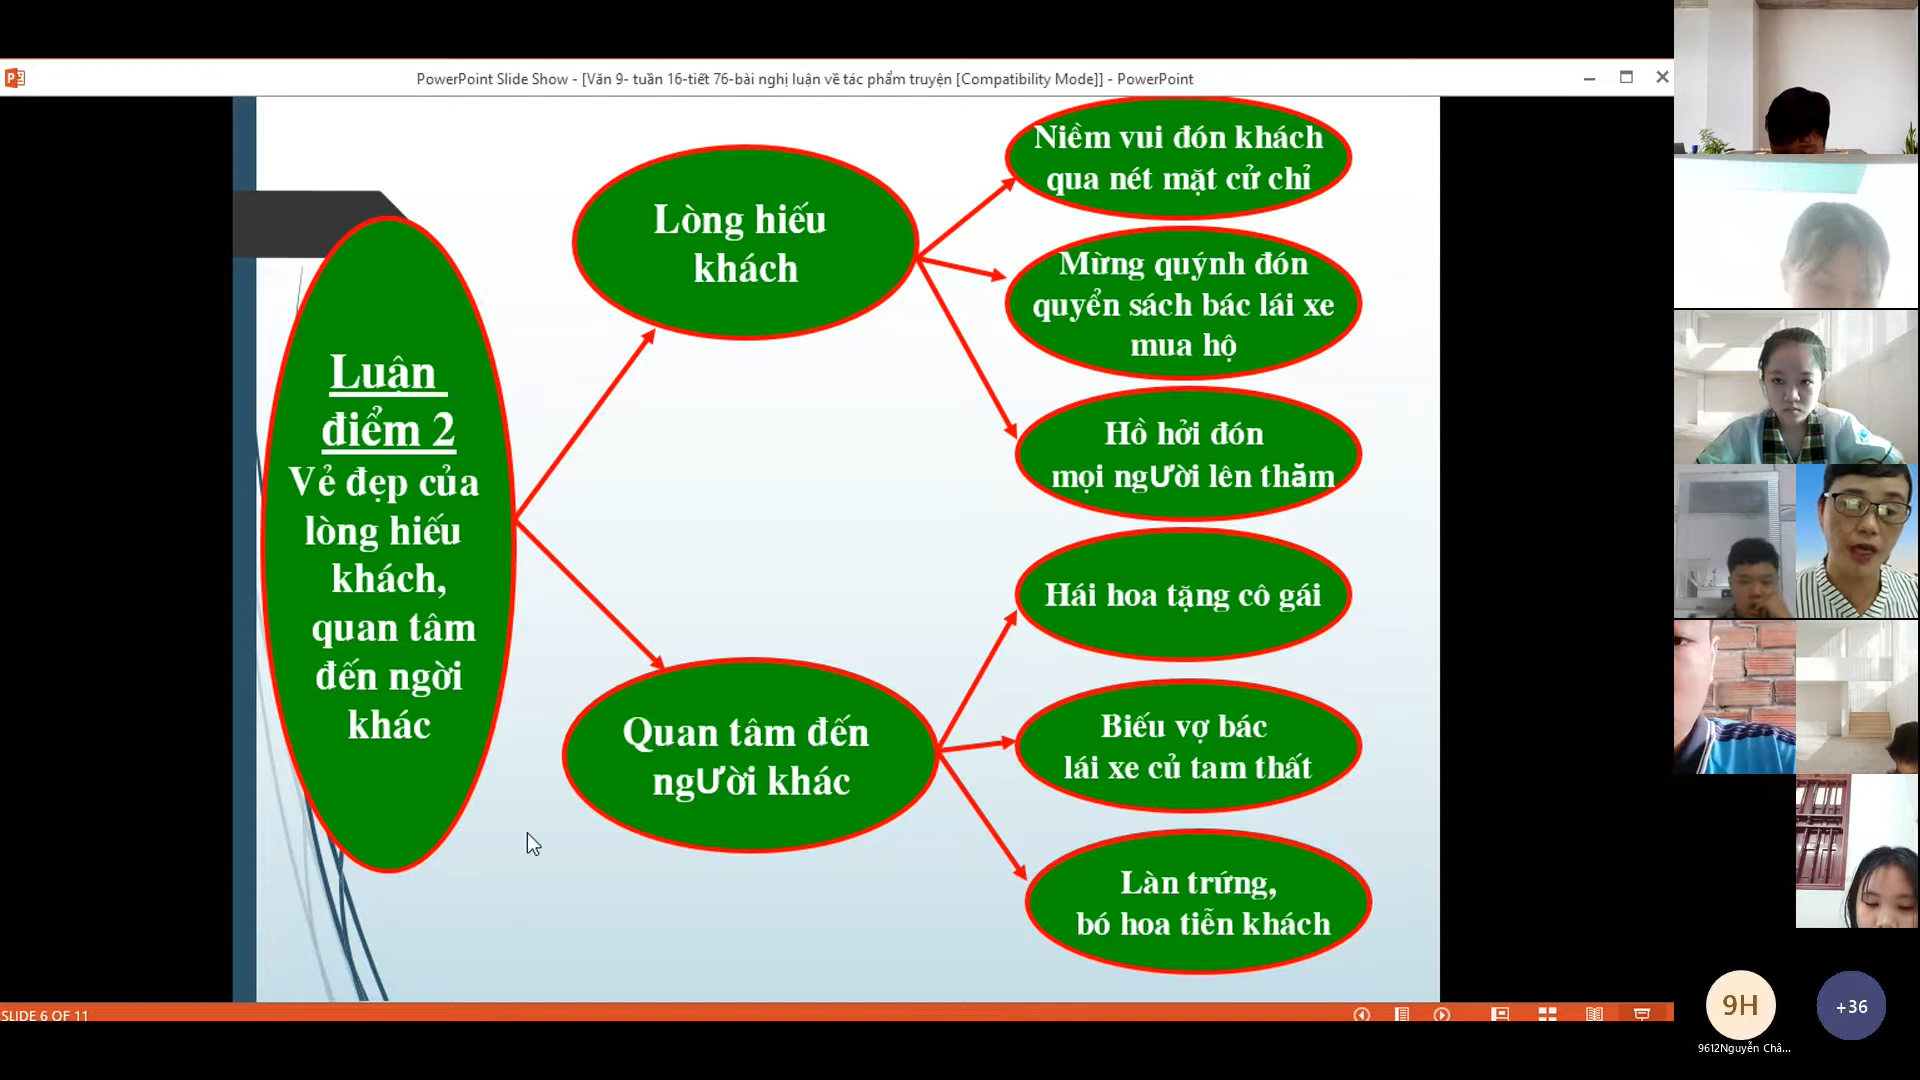 PowerPoint Slide Show - [Văn 9- tuần 16-tiết 76-bài nghị luận về tác phẩm truyện [Compatibility Mode]] - PowerPoint
Luận
điểm 2
Vẻ đẹp của
lòng hiếu
khách,
quan tâm
đến ngời
khác
Lòng hiếu
khách
Quan tâm đến
ngƯời khác
Niềm vui đón khách
qua nét mặt cử chỉ
Mừng quýnh đón
quyển sách bác lái xe
mua hộ
Hồ hởi đón
mọi ngƯời lên thăm
Hái hoa tặng cô gái
Biếu vợ bác
lái xe củ tam thất
Làn trứng,
bó hoa tiễn khách
SLIDE 6 OF 11
9H
+36
9612Nguyễn Châ...